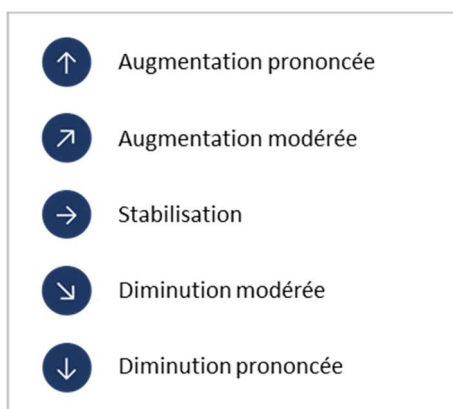 Augmentation prononcée
Augmentation modérée
Stabilisation
Diminution modérée
Diminution prononcée